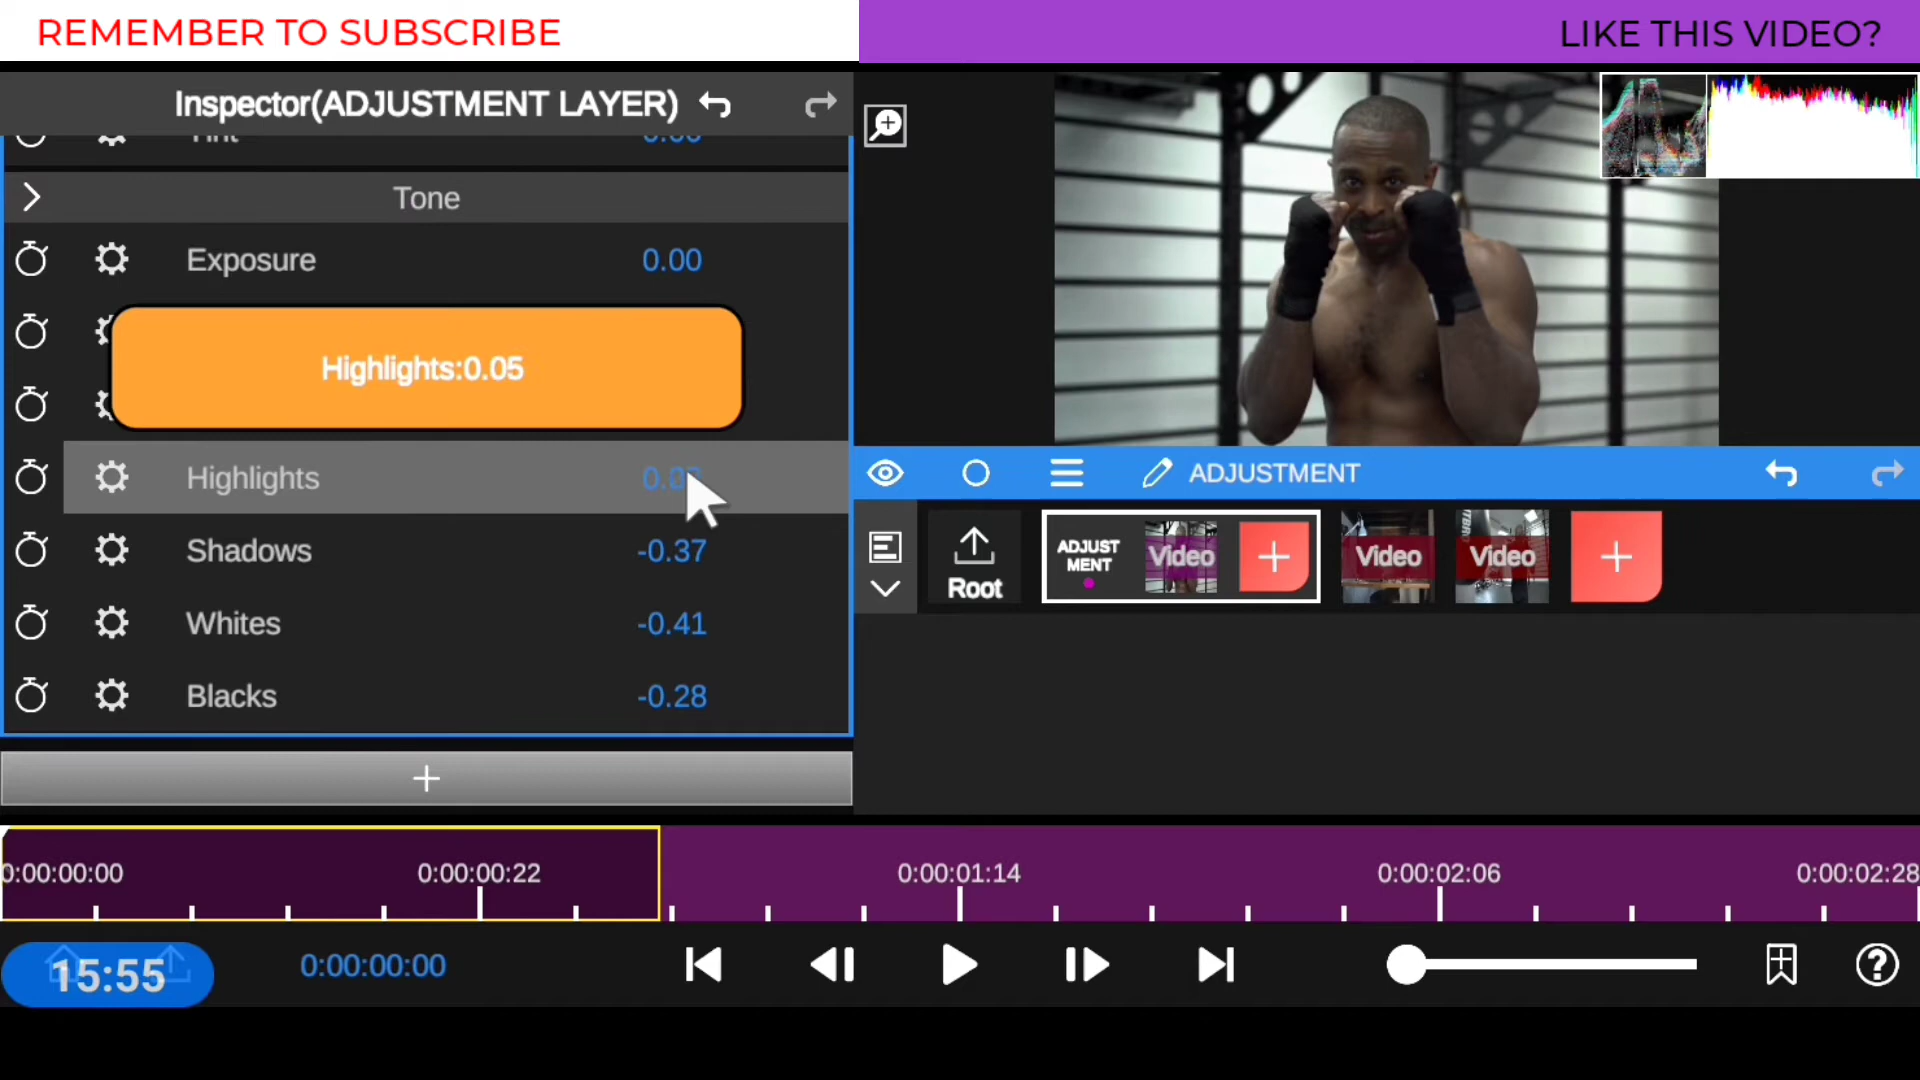 REMEMBER TO SUBSCRIBE
LIKE THIS VIDEO?
Inspector(ADJUSTMENT LAYER)
Tone
Exposure 0.00
Highlights:0.05
Highlights
Shadows -0.37
Whites -0.41
Blacks -0.28
+
ADJUSTMENT
Root
ADJUST
MENT
Video
Video
Video
0:00:00:00
0:00:00:22
0:00:01:14
0:00:02:06
0:00:02:28
15:55
0:00:00:00